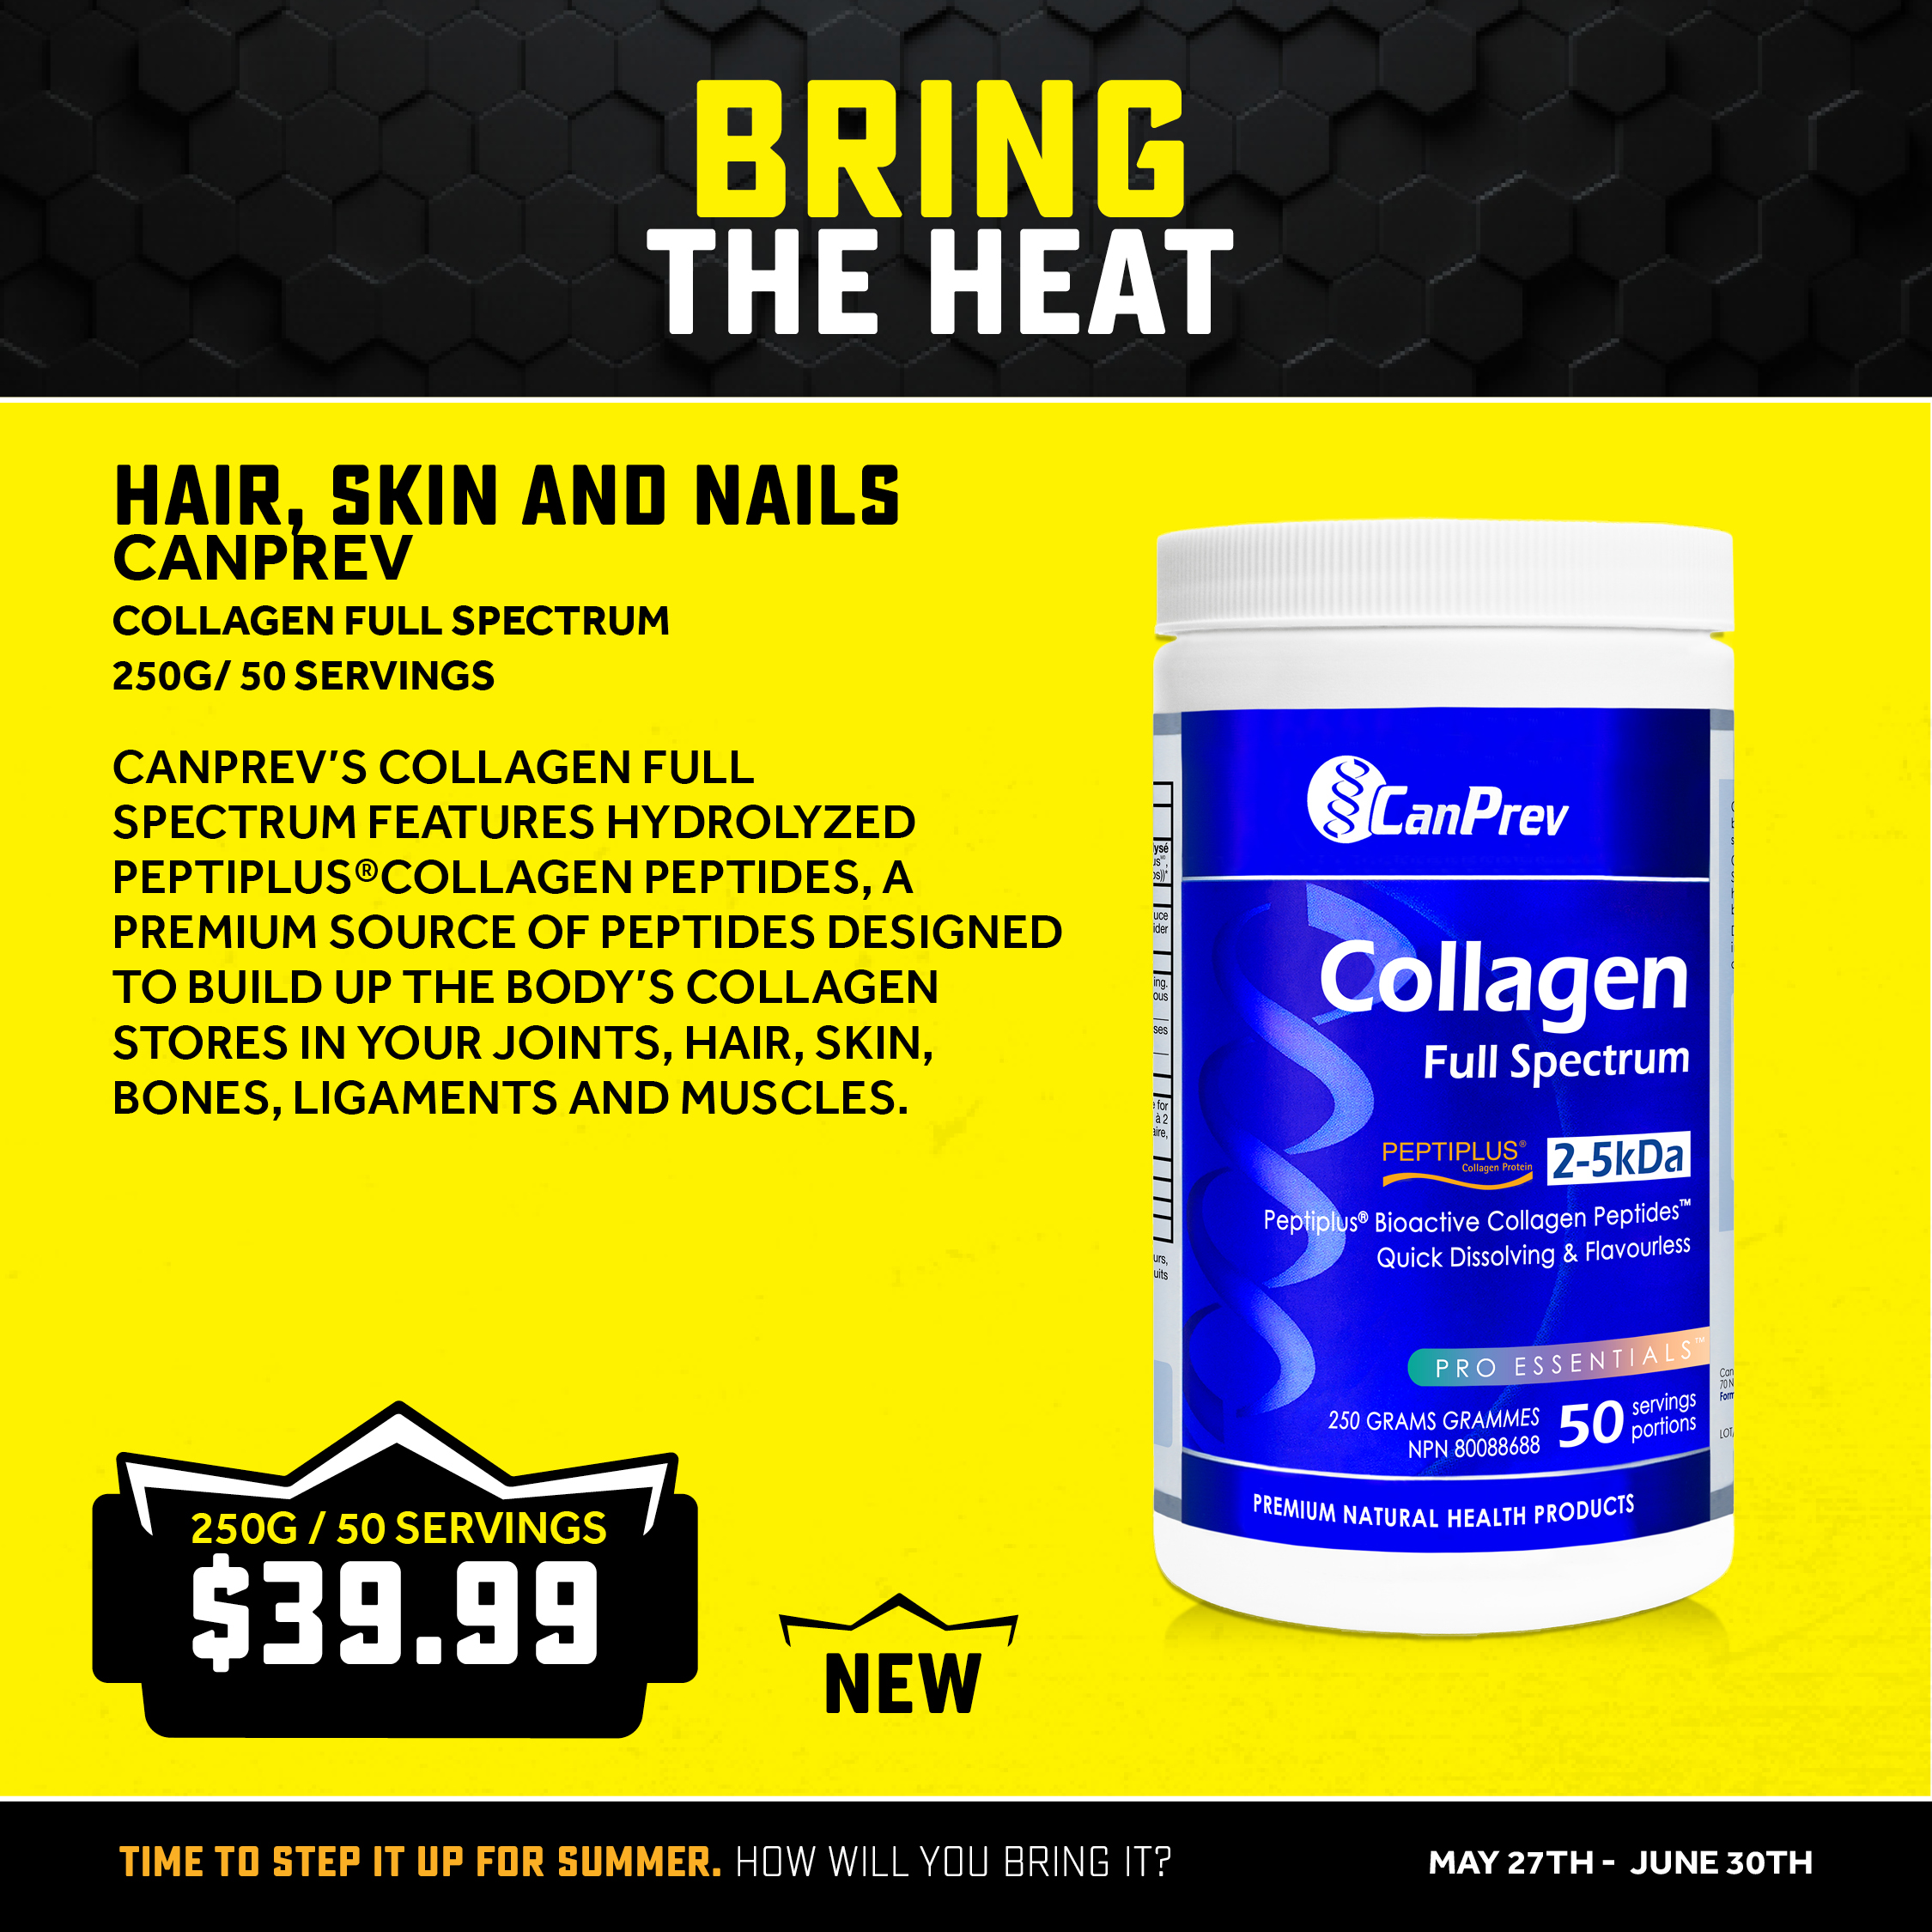 BRING
THE HEAT
HAIR, SKIN AND NAILS
CANPREV
COLLAGEN FULL SPECTRUM
250G/ 50 SERVINGS
CANPREV'S COLLAGEN FULL
SPECTRUM FEATURES HYDROLYZED
PEPTIPLUS®COLLAGEN PEPTIDES, A
PREMIUM SOURCE OF PEPTIDES DESIGNED
TO BUILD UP THE BODY'S COLLAGEN
STORES IN YOUR JOINTS, HAIR, SKIN,
BONES, LIGAMENTS AND MUSCLES.
CanPrev
Collagen
Full Spectrum
PEPTIPLUS®
Collagen Protein
2-5kDa
Peptiplus® Bioactive Collagen Peptides™
Quick Dissolving & Flavourless
PRO ESSENTIALS™
250 GRAMS GRAMMES
NPN 80088688
50 servings
portions
PREMIUM NATURAL HEALTH PRODUCTS
250G / 50 SERVINGS
$39.99
NEW
TIME TO STEP IT UP FOR SUMMER. HOW WILL YOU BRING IT?
MAY 27TH - JUNE 30TH